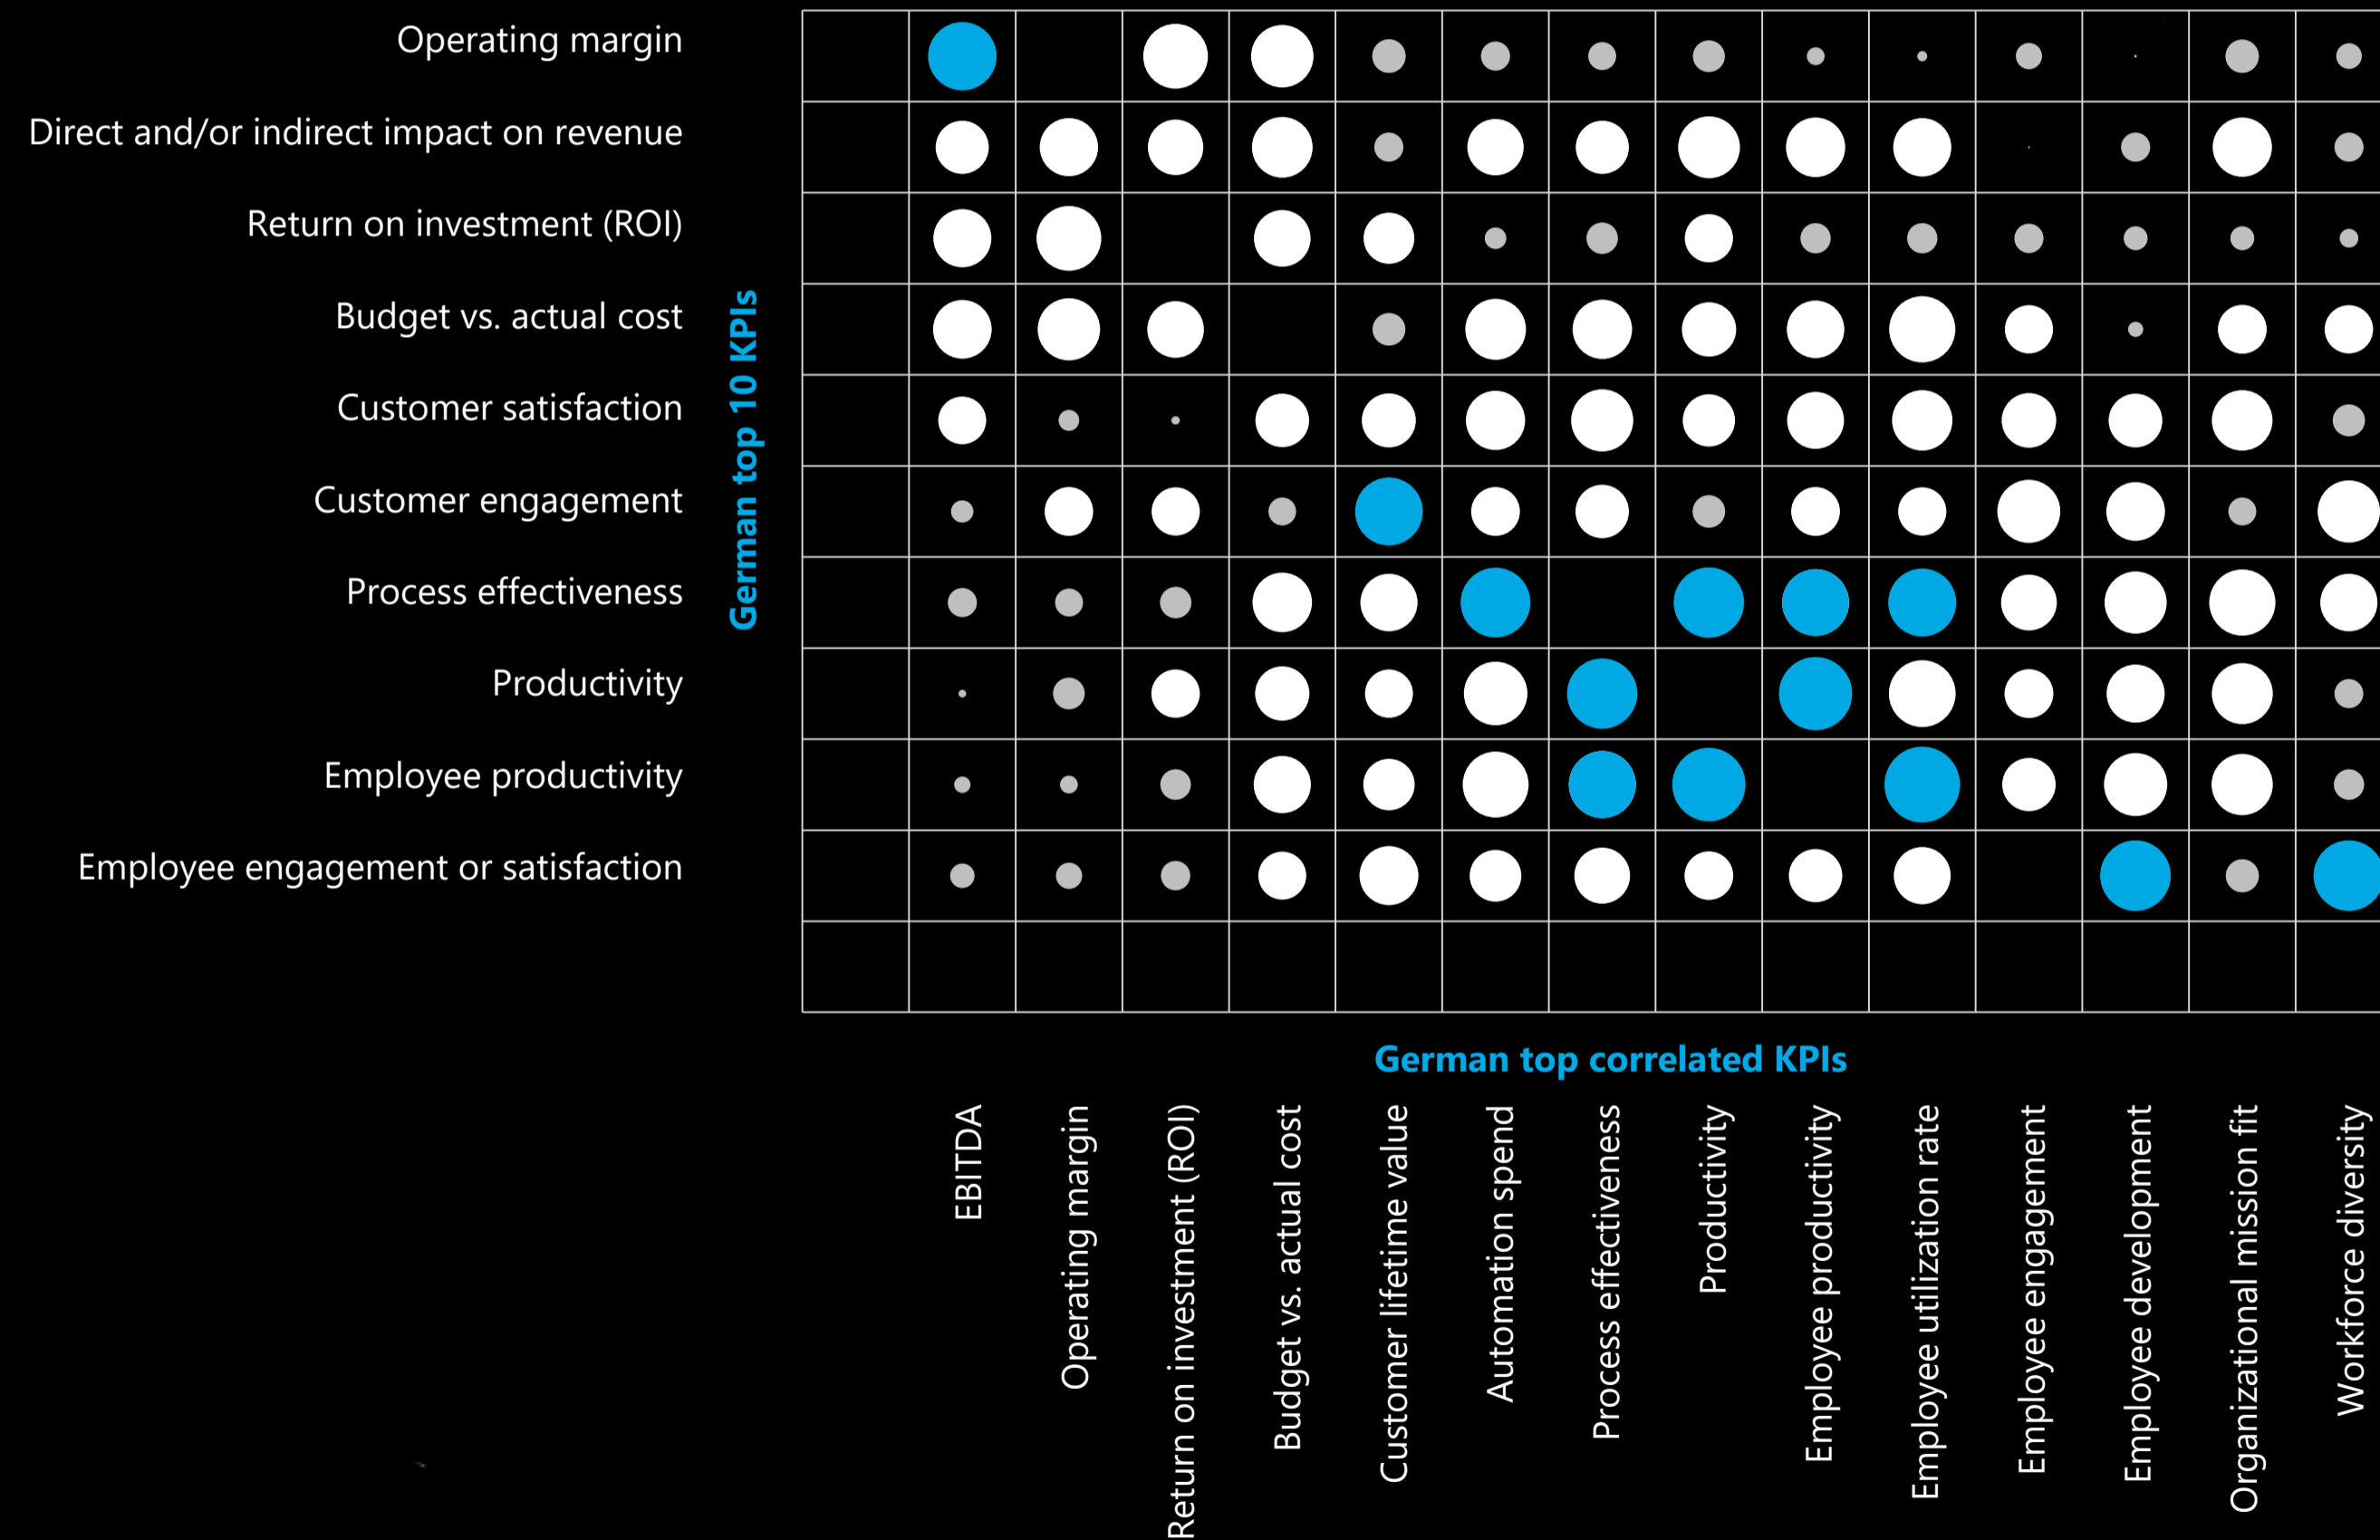 Operating margin
Direct and/or indirect impact on revenue
Return on investment (ROI)
Budget vs. actual cost
Customer satisfaction
Customer engagement
Process effectiveness
Productivity
Employee productivity
Employee engagement or satisfaction
German top 10 KPIs
German top correlated KPIs
EBITDA
Operating margin
Return on investment (ROI)
Budget vs. actual cost
Customer lifetime value
Automation spend
Process effectiveness
Productivity
Employee productivity
Employee utilization rate
Employee engagement
Employee development
Organizational mission fit
Workforce diversity